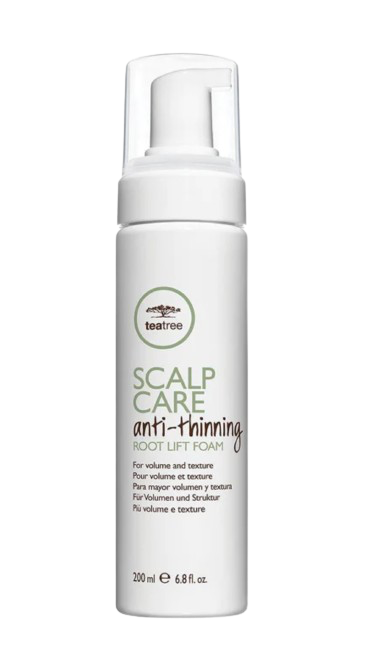 teatree
SCALP
CARE
anti-thinning
ROOT LIFT FOAM
For volume and texture
Pour volume et texture
Para mayor volumen y textura
Für Volumen und Struktur
Più volume e texture
200 ml ℮ 6.8 fl. oz.